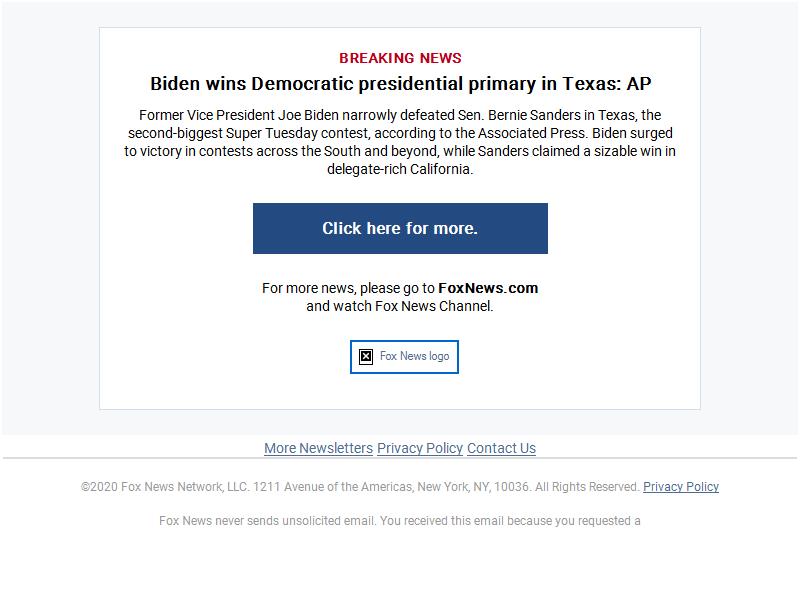 BREAKING NEWS
Biden wins Democratic presidential primary in Texas: AP
Former Vice President Joe Biden narrowly defeated Sen. Bernie Sanders in Texas, the
second-biggest Super Tuesday contest, according to the Associated Press. Biden surged
to victory in contests across the South and beyond, while Sanders claimed a sizable win in
delegate-rich California.
Click here for more.
For more news, please go to FoxNews.com
and watch Fox News Channel.
Fox News logo
More Newsletters Privacy Policy Contact Us
©2020 Fox News Network, LLC. 1211 Avenue of the Americas, New York, NY, 10036. All Rights Reserved. Privacy Policy
Fox News never sends unsolicited email. You received this email because you requested a